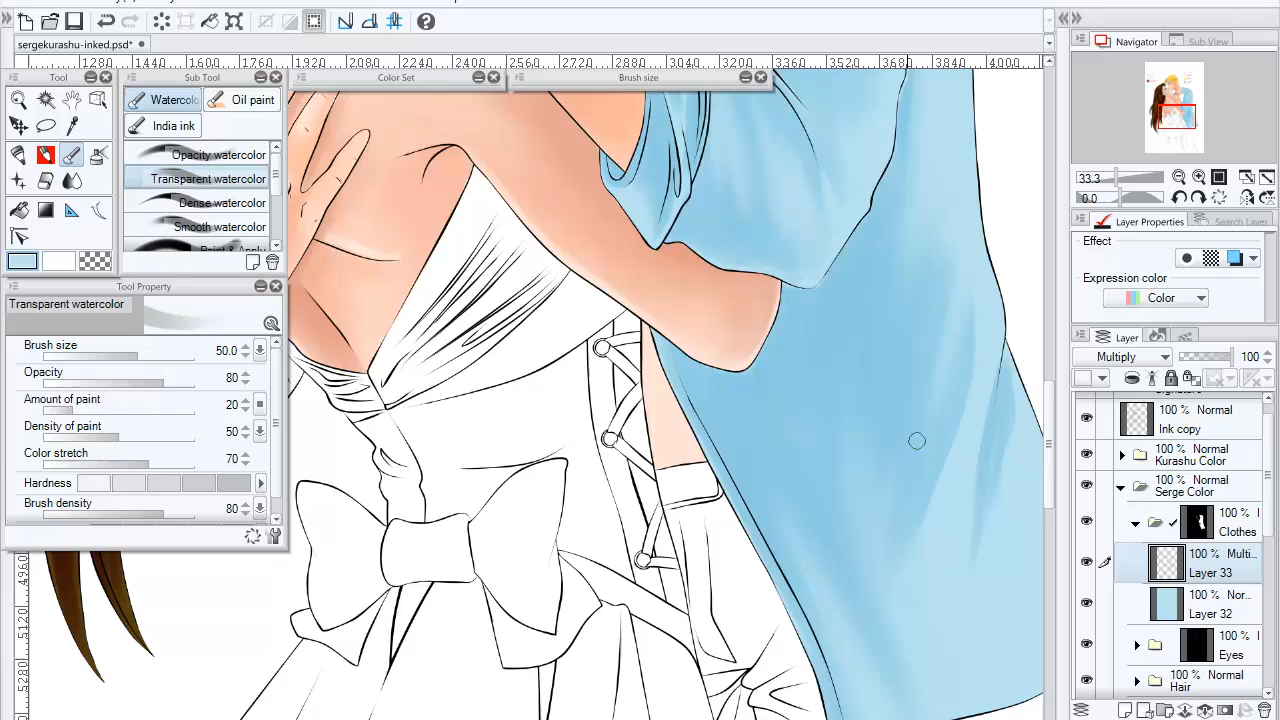 sergekurashu-inked.psd*
1280 1440 1600 1760 1920 2080 2240 2400 2560 2720 2880 3040 3200 3360 3520 3680 3840 4000
Tool
Sub Tool
Color Set
Brush size
Navigator
Sub View
Waterco
Oil paint
India ink
Opacity watercolor
Transparent watercolor
Dense watercolor
Smooth watercolor
Paint & Apply
33.3
0.0
Layer Properties
Search Layer
Effect
Expression color
Color
Tool Property
Transparent watercolor
Brush size 50.0
Opacity 80
Amount of paint 20
Density of paint 50
Color stretch 70
Hardness
Brush density 80
Layer
Multiply 100
100 % Normal
Ink copy
100 % Normal
Kurashu Color
100 % Normal
Serge Color
100 %
Clothes
100 % Multi...
Layer 33
100 % Nor...
Layer 32
100 %
Eyes
100 % Normal
Hair
4960
5120
5280